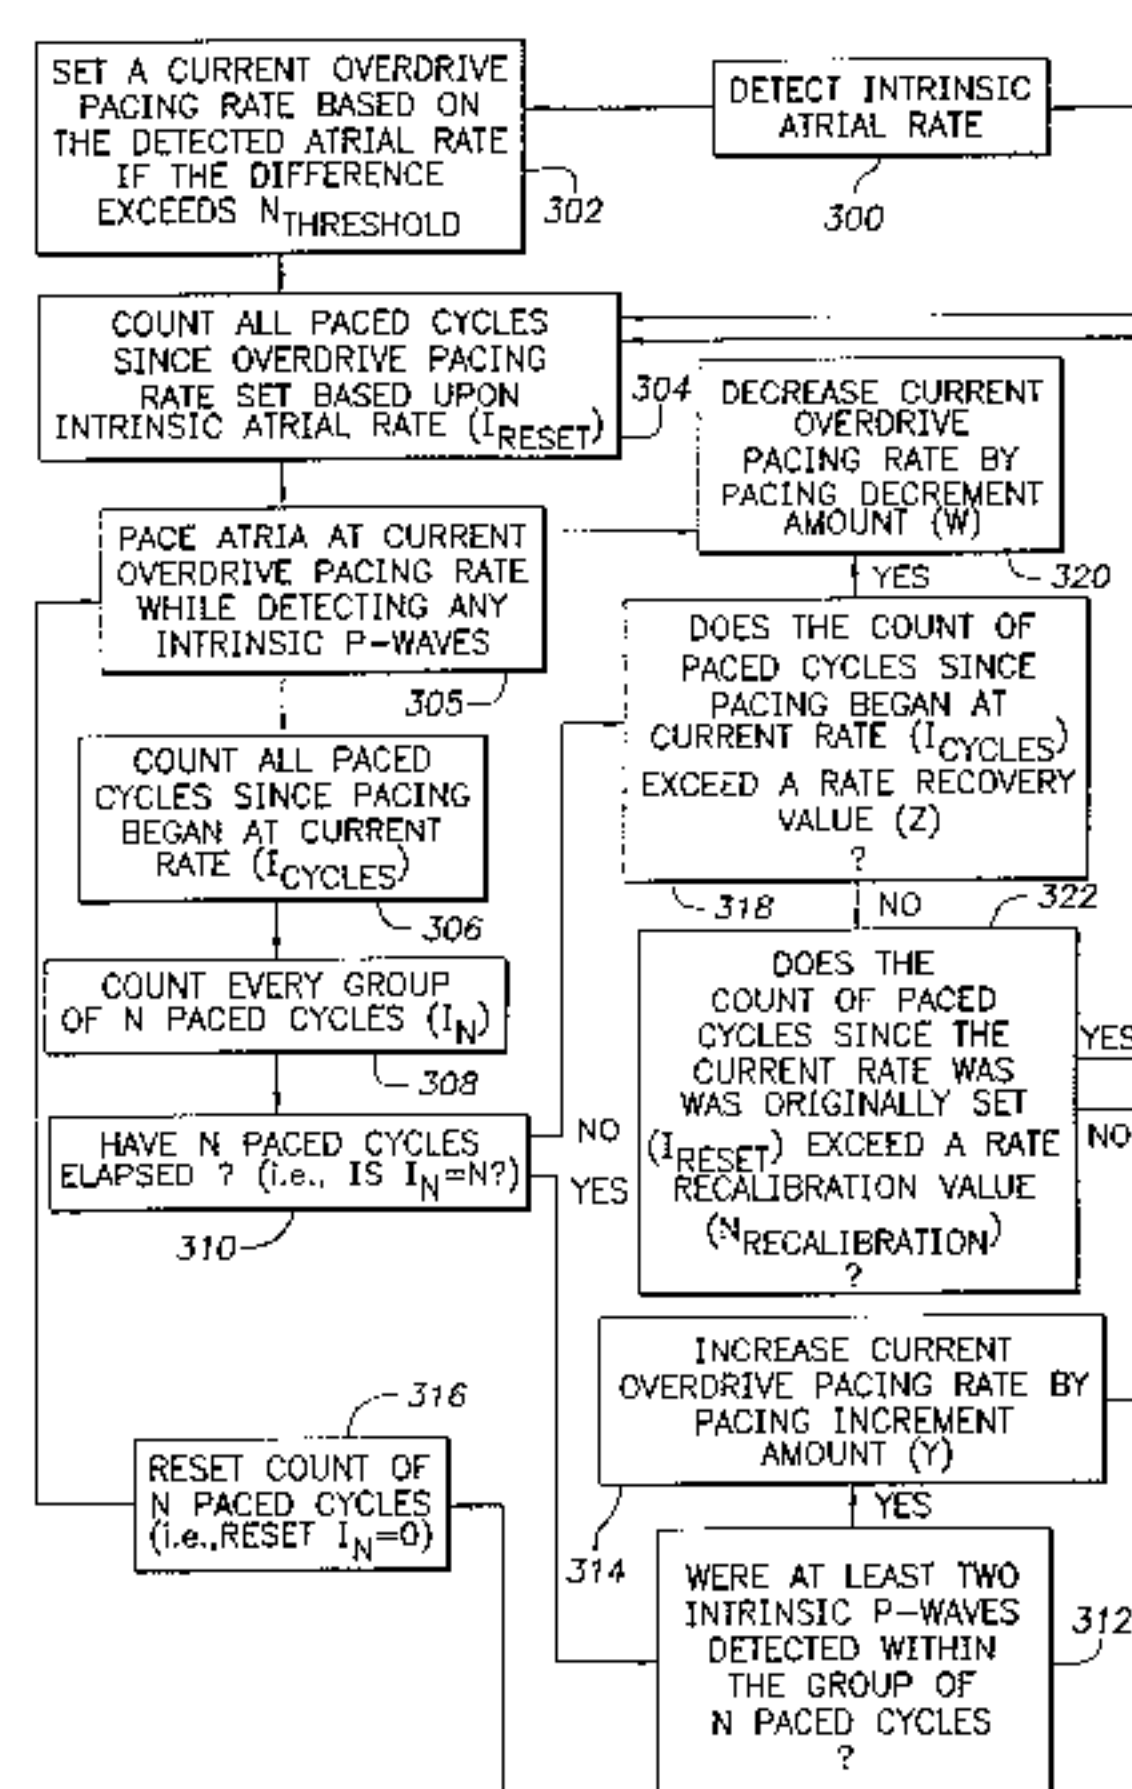 SET A CURRENT OVERDRIVE
PACING RATE BASED ON
THE DETECTED ATRIAL RATE
IF THE DIFFERENCE
EXCEEDS NTHRESHOLD
302
DETECT INTRINSIC
ATRIAL RATE
300
COUNT ALL PACED CYCLES
SINCE OVERDRIVE PACING
RATE SET BASED UPON
INTRINSIC ATRIAL RATE (IRESET)
304
DECREASE CURRENT
OVERDRIVE
PACING RATE BY
PACING DECREMENT
AMOUNT (W)
320
YES
PACE ATRIA AT CURRENT
OVERDRIVE PACING RATE
WHILE DETECTING ANY
INTRINSIC P-WAVES
305
DOES THE COUNT OF
PACED CYCLES SINCE
PACING BEGAN AT
CURRENT RATE (ICYCLES)
EXCEED A RATE RECOVERY
VALUE (Z)
?
318
NO
COUNT ALL PACED
CYCLES SINCE PACING
BEGAN AT CURRENT
RATE (ICYCLES)
306
322
DOES THE
COUNT OF PACED
CYCLES SINCE THE
CURRENT RATE WAS
WAS ORIGINALLY SET
(IRESET) EXCEED A RATE
RECALIBRATION VALUE
(NRECALIBRATION)
?
YES
NO
COUNT EVERY GROUP
OF N PACED CYCLES (IN)
308
HAVE N PACED CYCLES
ELAPSED ? (i.e., IS IN=N?)
310
NO
YES
INCREASE CURRENT
OVERDRIVE PACING RATE BY
PACING INCREMENT
AMOUNT (Y)
314
YES
316
RESET COUNT OF
N PACED CYCLES
(i.e.,RESET IN=0)
WERE AT LEAST TWO
INTRINSIC P-WAVES
DETECTED WITHIN
THE GROUP OF
N PACED CYCLES
?
312